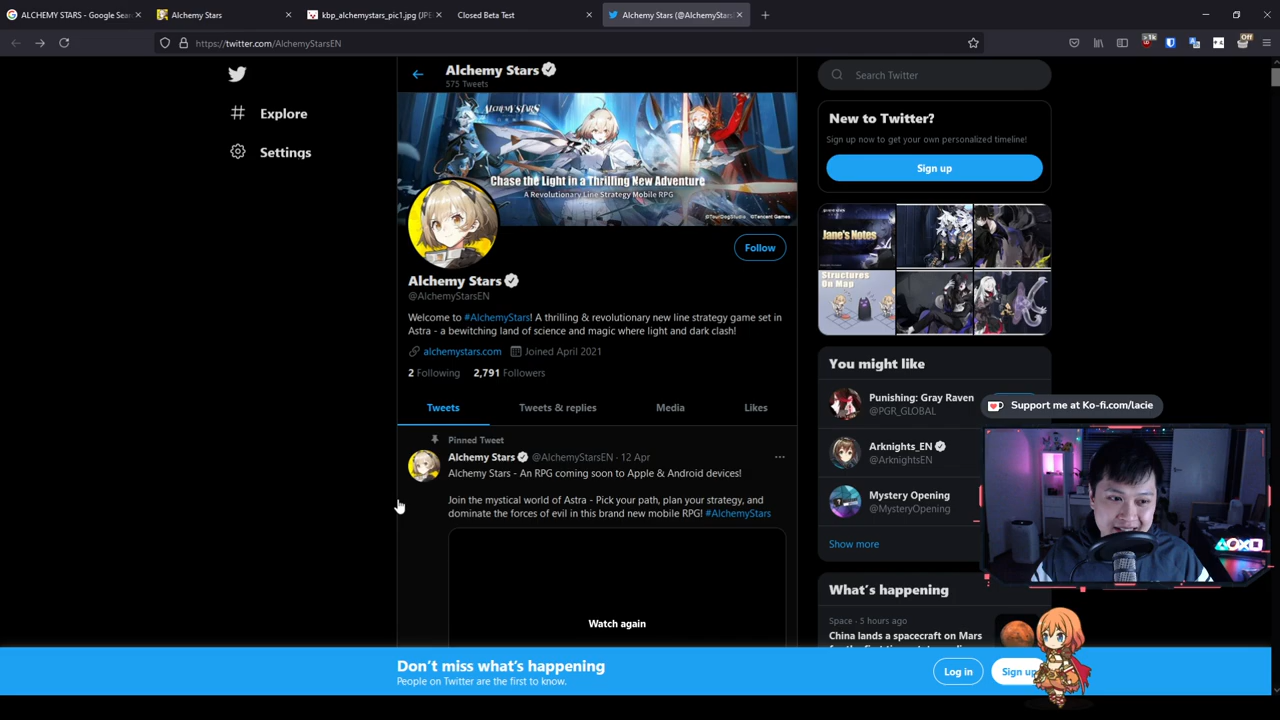 ALCHEMY STARS - Google Sear
Alchemy Stars
kbp_alchemystars_pic1.jpg (JPE
Closed Beta Test
Alchemy Stars (@AlchemyStars
https://twitter.com/AlchemyStarsEN
>1k
Off
Explore
Settings
Alchemy Stars
575 Tweets
ALCHEMY STARS
Chase the Light in a Thrilling New Adventure
A Revolutionary Line Strategy Mobile RPG
©TourDogStudio ©Tencent Games
Follow
Alchemy Stars
@AlchemyStarsEN
Welcome to #AlchemyStars! A thrilling & revolutionary new line strategy game set in
Astra - a bewitching land of science and magic where light and dark clash!
alchemystars.com Joined April 2021
2 Following 2,791 Followers
Tweets Tweets & replies Media Likes
Pinned Tweet
Alchemy Stars @AlchemyStarsEN · 12 Apr
Alchemy Stars - An RPG coming soon to Apple & Android devices!
Join the mystical world of Astra - Pick your path, plan your strategy, and
dominate the forces of evil in this brand new mobile RPG! #AlchemyStars
Watch again
Search Twitter
New to Twitter?
Sign up now to get your own personalized timeline!
Sign up
Jane's Notes
Structures
On Map
You might like
Punishing: Gray Raven
@PGR_GLOBAL
Support me at Ko-fi.com/lacie
Arknights_EN
@ArknightsEN
Mystery Opening
@MysteryOpening
Show more
What's happening
Space · 5 hours ago
China lands a spacecraft on Mars
Don't miss what's happening
People on Twitter are the first to know.
Log in
Sign up